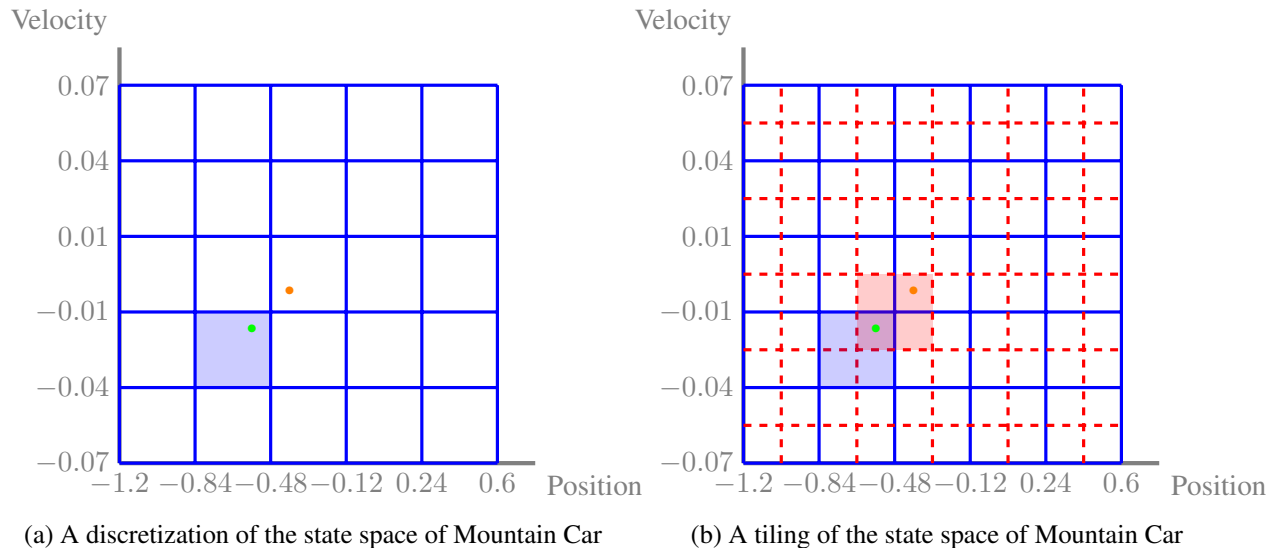 Velocity
0.07
0.04
0.01
−0.01
−0.04
−0.07
−1.2 −0.84 −0.48 −0.12 0.24 0.6
Position
(a) A discretization of the state space of Mountain Car
Velocity
0.07
0.04
0.01
−0.01
−0.04
−0.07
−1.2 −0.84 −0.48 −0.12 0.24 0.6
Position
(b) A tiling of the state space of Mountain Car